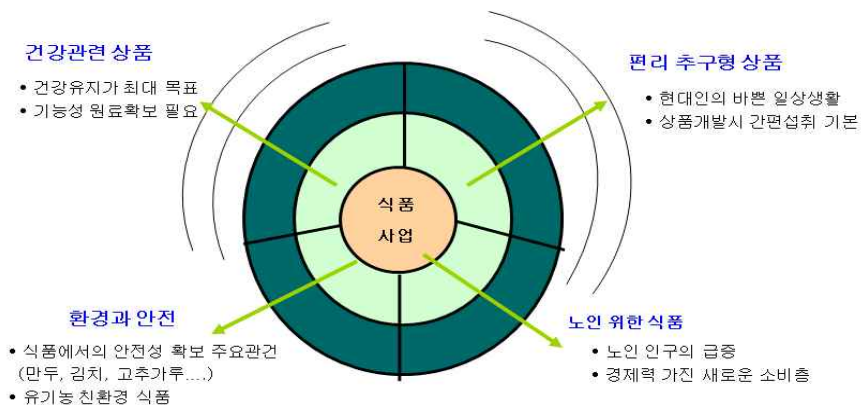 건강관련 상품
• 건강유지가 최대 목표
• 기능성 원료확보 필요
편리 추구형 상품
• 현대인의 바쁜 일상생활
• 상품개발시 간편섭취 기본
식품
사업
환경과 안전
• 식품에서의 안전성 확보 주요관건
(만두, 김치, 고추가루....)
• 유기농 친환경 식품
노인 위한 식품
• 노인 인구의 급증
• 경제력 가진 새로운 소비층